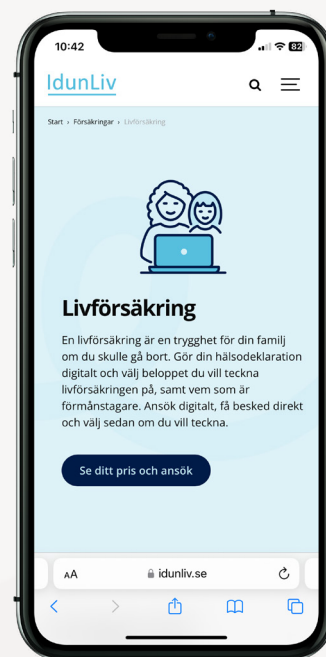 10:42
82
IdunLiv
Start › Försäkringar › Livförsäkring
Livförsäkring
En livförsäkring är en trygghet för din familj
om du skulle gå bort. Gör din hälsodeklaration
digitalt och välj beloppet du vill teckna
livförsäkringen på, samt vem som är
förmånstagare. Ansök digitalt, få besked direkt
och välj sedan om du vill teckna.
Se ditt pris och ansök
AA
idunliv.se